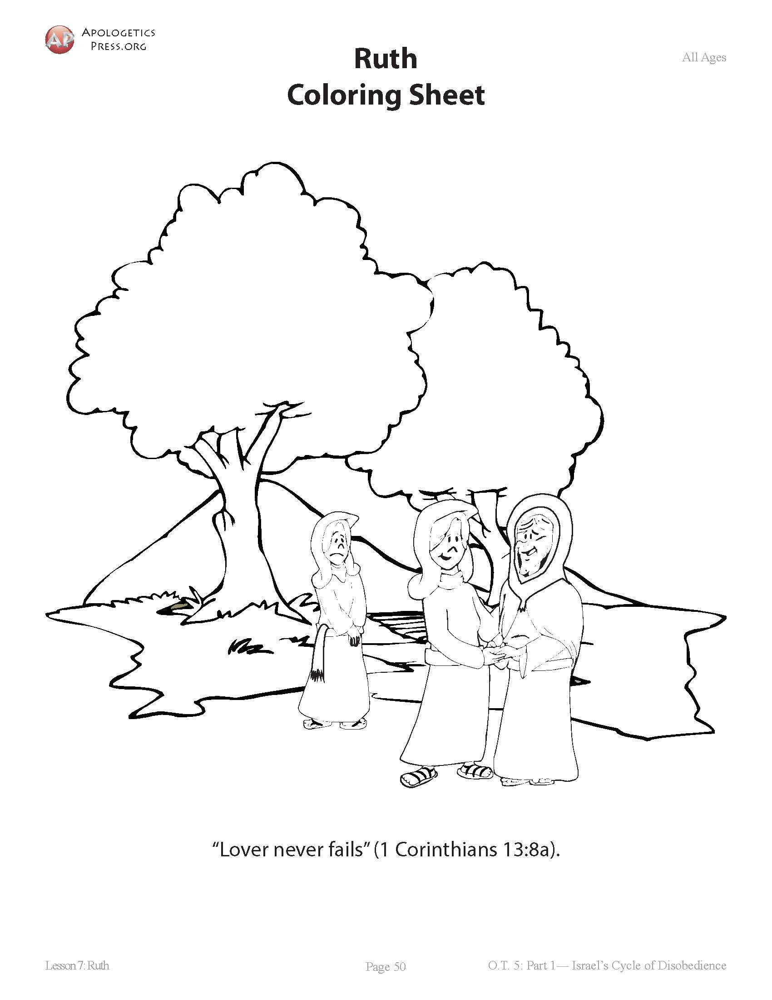 AP
APOLOGETICS
PRESS.ORG
Ruth
Coloring Sheet
All Ages
“Lover never fails” (1 Corinthians 13:8a).
Lesson 7: Ruth
Page 50
O.T. 5: Part 1— Israel’s Cycle of Disobedience